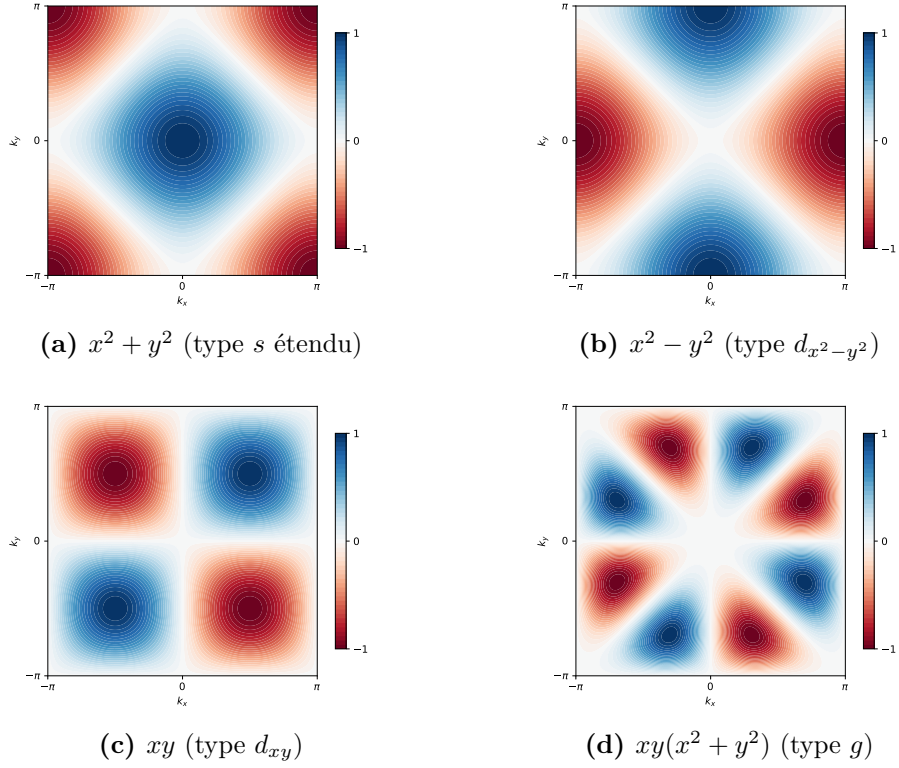 π
0
−π
k_y
−π
0
π
k_x
1
0
−1
(a) x² + y² (type s étendu)
π
0
−π
k_y
−π
0
π
k_x
1
0
−1
(b) x² − y² (type d_{x²−y²})
π
0
−π
k_y
−π
0
π
k_x
1
0
−1
(c) xy (type d_{xy})
π
0
−π
k_y
−π
0
π
k_x
1
0
−1
(d) xy(x² + y²) (type g)